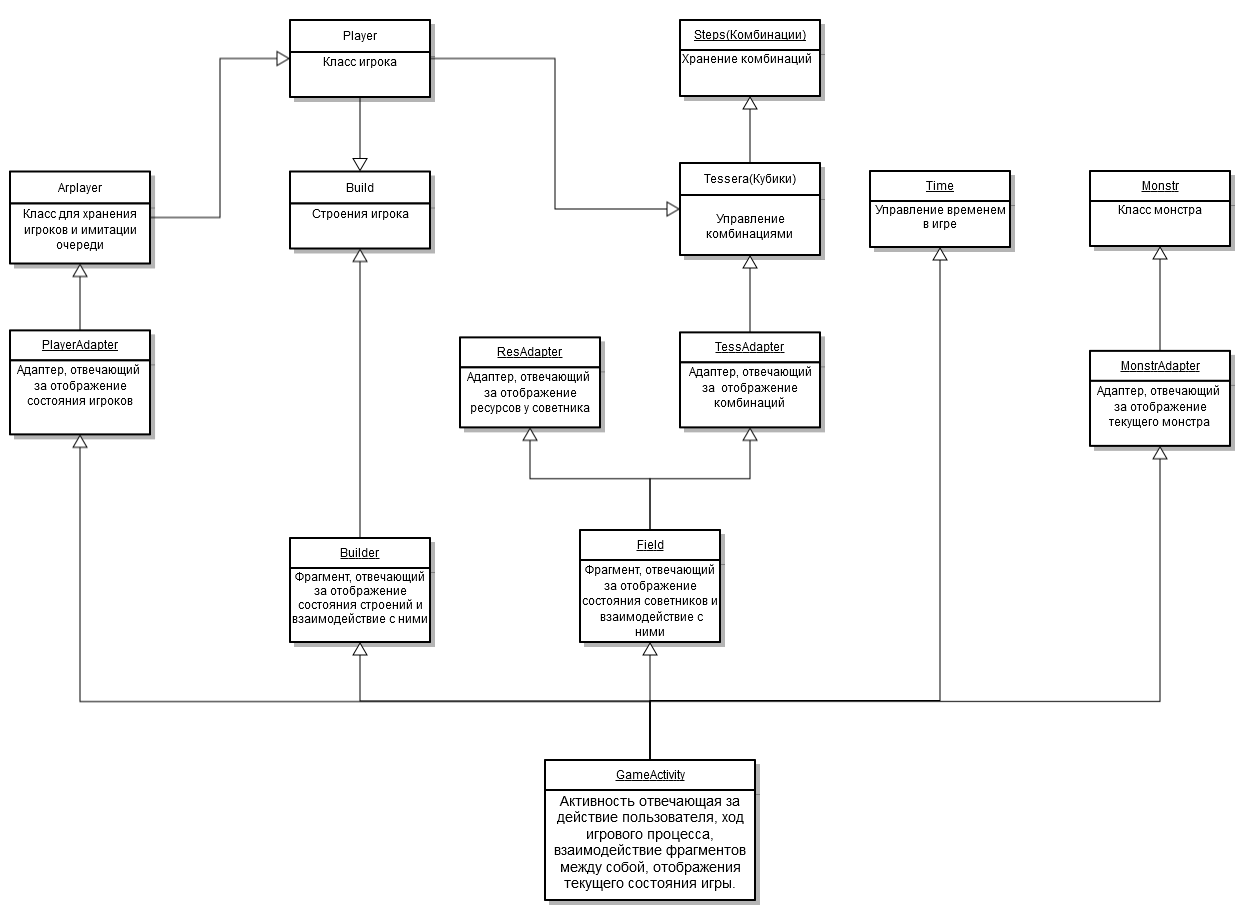 Player
Класс игрока
Steps(Комбинации)
Хранение комбинаций
Arplayer
Класс для хранения
игроков и имитации
очереди
Build
Строения игрока
Tessera(Кубики)
Управление
комбинациями
Time
Управление временем
в игре
Monstr
Класс монстра
PlayerAdapter
Адаптер, отвечающий
за отображение
состояния игроков
ResAdapter
Адаптер, отвечающий
за отображение
ресурсов у советника
TessAdapter
Адаптер, отвечающий
за отображение
комбинаций
MonstrAdapter
Адаптер, отвечающий
за отображение
текущего монстра
Builder
Фрагмент, отвечающий
за отображение
состояния строений и
взаимодействие с ними
Field
Фрагмент, отвечающий
за отображение
состояния советников и
взаимодействие с
ними
GameActivity
Активность отвечающая за
действие пользователя, ход
игрового процесса,
взаимодействие фрагментов
между собой, отображения
текущего состояния игры.